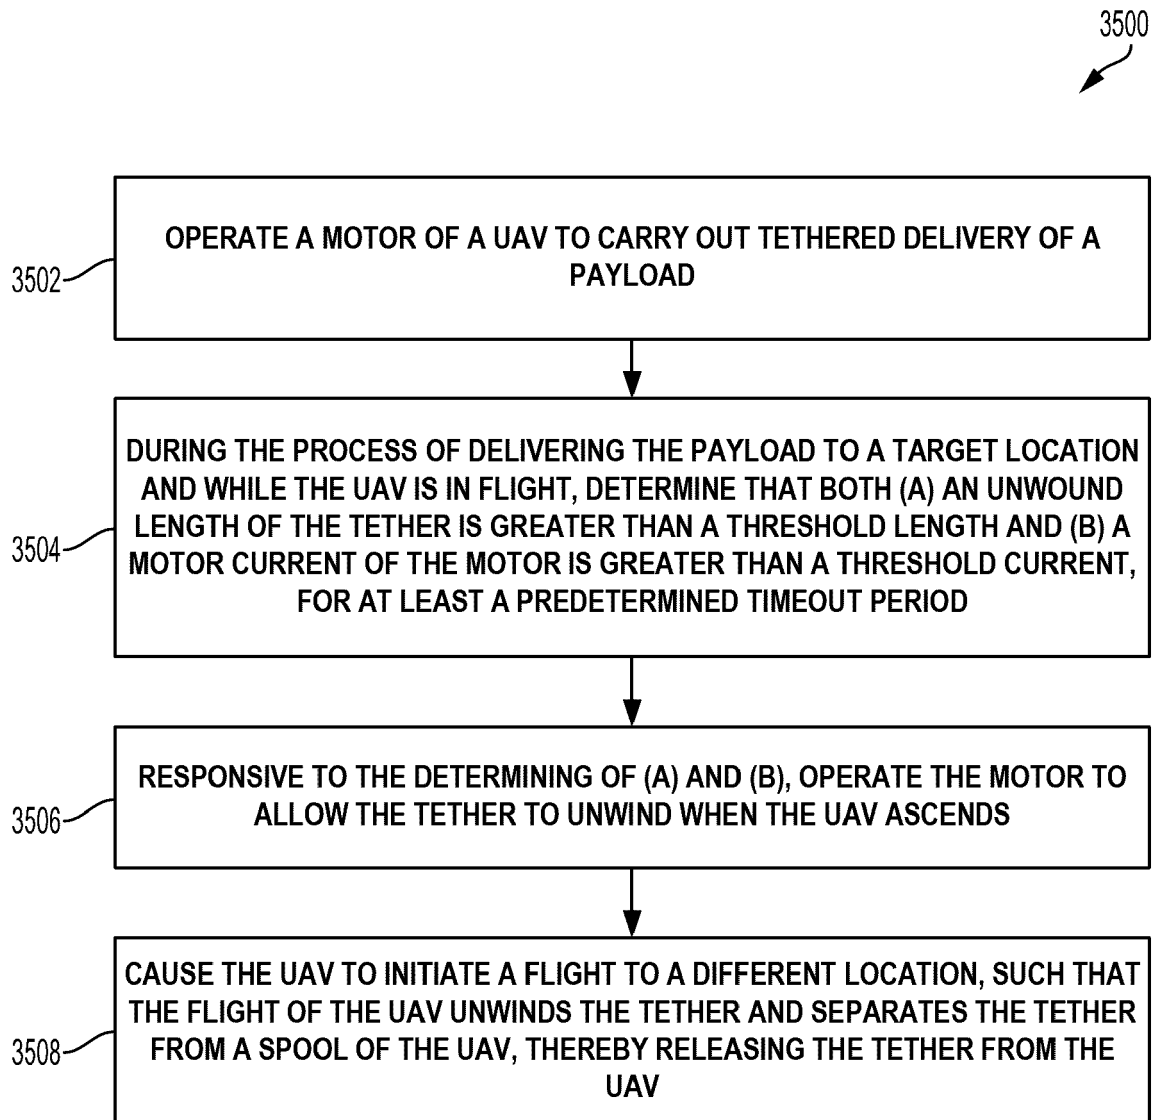 3500
OPERATE A MOTOR OF A UAV TO CARRY OUT TETHERED DELIVERY OF A
PAYLOAD
3502
DURING THE PROCESS OF DELIVERING THE PAYLOAD TO A TARGET LOCATION
AND WHILE THE UAV IS IN FLIGHT, DETERMINE THAT BOTH (A) AN UNWOUND
LENGTH OF THE TETHER IS GREATER THAN A THRESHOLD LENGTH AND (B) A
MOTOR CURRENT OF THE MOTOR IS GREATER THAN A THRESHOLD CURRENT,
FOR AT LEAST A PREDETERMINED TIMEOUT PERIOD
3504
RESPONSIVE TO THE DETERMINING OF (A) AND (B), OPERATE THE MOTOR TO
ALLOW THE TETHER TO UNWIND WHEN THE UAV ASCENDS
3506
CAUSE THE UAV TO INITIATE A FLIGHT TO A DIFFERENT LOCATION, SUCH THAT
THE FLIGHT OF THE UAV UNWINDS THE TETHER AND SEPARATES THE TETHER
FROM A SPOOL OF THE UAV, THEREBY RELEASING THE TETHER FROM THE
UAV
3508